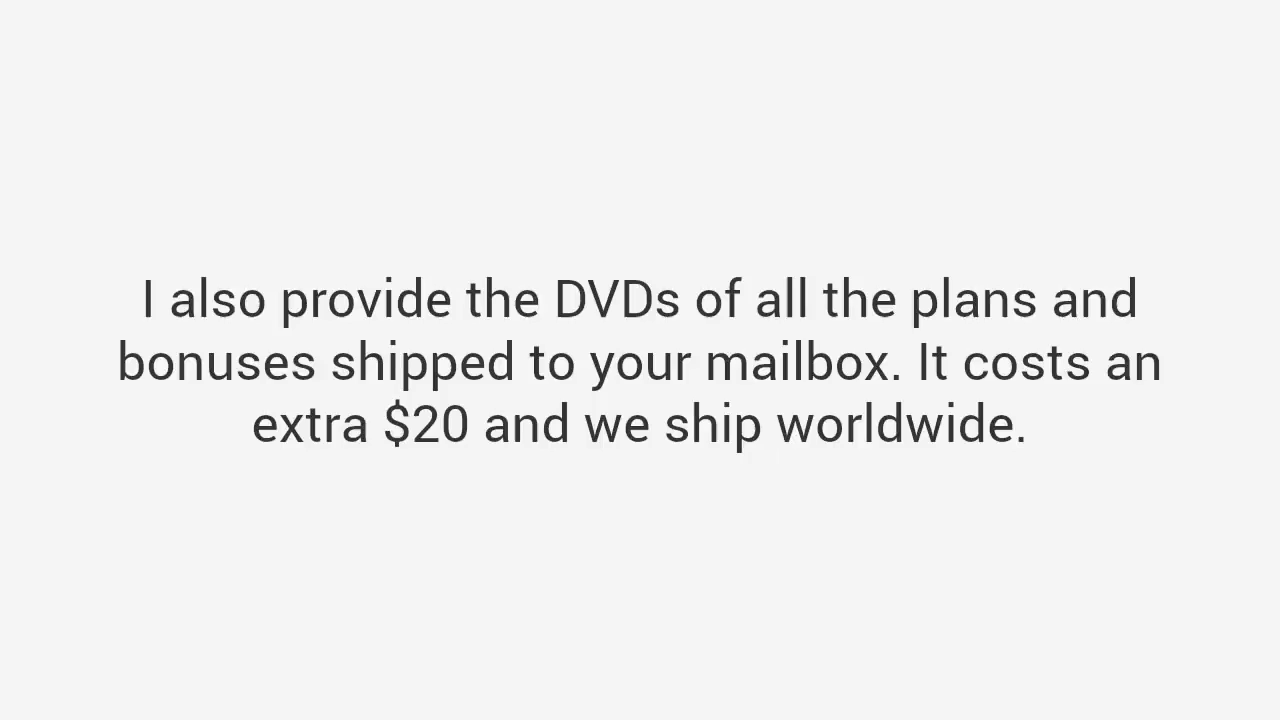 I also provide the DVDs of all the plans and
bonuses shipped to your mailbox. It costs an
extra $20 and we ship worldwide.